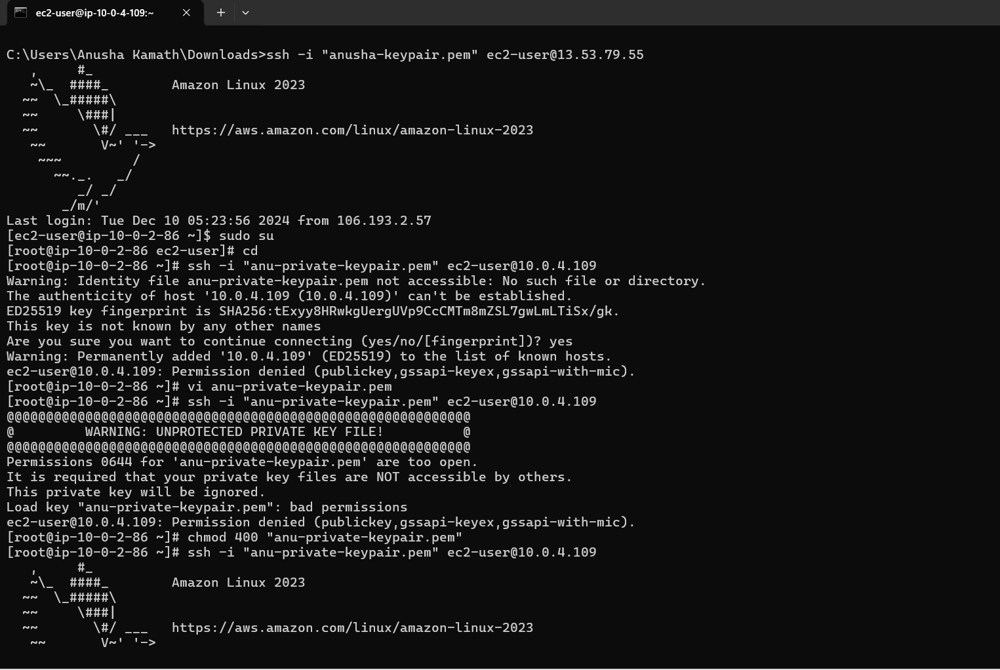 ec2-user@ip-10-0-4-109:~
C:\Users\Anusha Kamath\Downloads>ssh -i "anusha-keypair.pem" ec2-user@13.53.79.55
   ,     #_
   ~\_  ####_        Amazon Linux 2023
  ~~  \_#####\
  ~~     \###|
  ~~       \#/ ___   https://aws.amazon.com/linux/amazon-linux-2023
   ~~       V~' '->
    ~~~         /
      ~~._.   _/
         _/ _/
       _/m/'
Last login: Tue Dec 10 05:23:56 2024 from 106.193.2.57
[ec2-user@ip-10-0-2-86 ~]$ sudo su
[root@ip-10-0-2-86 ec2-user]# cd
[root@ip-10-0-2-86 ~]# ssh -i "anu-private-keypair.pem" ec2-user@10.0.4.109
Warning: Identity file anu-private-keypair.pem not accessible: No such file or directory.
The authenticity of host '10.0.4.109 (10.0.4.109)' can't be established.
ED25519 key fingerprint is SHA256:tExyy8HRwkgUergUVp9CcCMTm8mZSL7gwLmLTiSx/gk.
This key is not known by any other names
Are you sure you want to continue connecting (yes/no/[fingerprint])? yes
Warning: Permanently added '10.0.4.109' (ED25519) to the list of known hosts.
ec2-user@10.0.4.109: Permission denied (publickey,gssapi-keyex,gssapi-with-mic).
[root@ip-10-0-2-86 ~]# vi anu-private-keypair.pem
[root@ip-10-0-2-86 ~]# ssh -i "anu-private-keypair.pem" ec2-user@10.0.4.109
@@@@@@@@@@@@@@@@@@@@@@@@@@@@@@@@@@@@@@@@@@@@@@@@@@@@@@@@@@@
@         WARNING: UNPROTECTED PRIVATE KEY FILE!          @
@@@@@@@@@@@@@@@@@@@@@@@@@@@@@@@@@@@@@@@@@@@@@@@@@@@@@@@@@@@
Permissions 0644 for 'anu-private-keypair.pem' are too open.
It is required that your private key files are NOT accessible by others.
This private key will be ignored.
Load key "anu-private-keypair.pem": bad permissions
ec2-user@10.0.4.109: Permission denied (publickey,gssapi-keyex,gssapi-with-mic).
[root@ip-10-0-2-86 ~]# chmod 400 "anu-private-keypair.pem"
[root@ip-10-0-2-86 ~]# ssh -i "anu-private-keypair.pem" ec2-user@10.0.4.109
   ,     #_
   ~\_  ####_        Amazon Linux 2023
  ~~  \_#####\
  ~~     \###|
  ~~       \#/ ___   https://aws.amazon.com/linux/amazon-linux-2023
   ~~       V~' '->